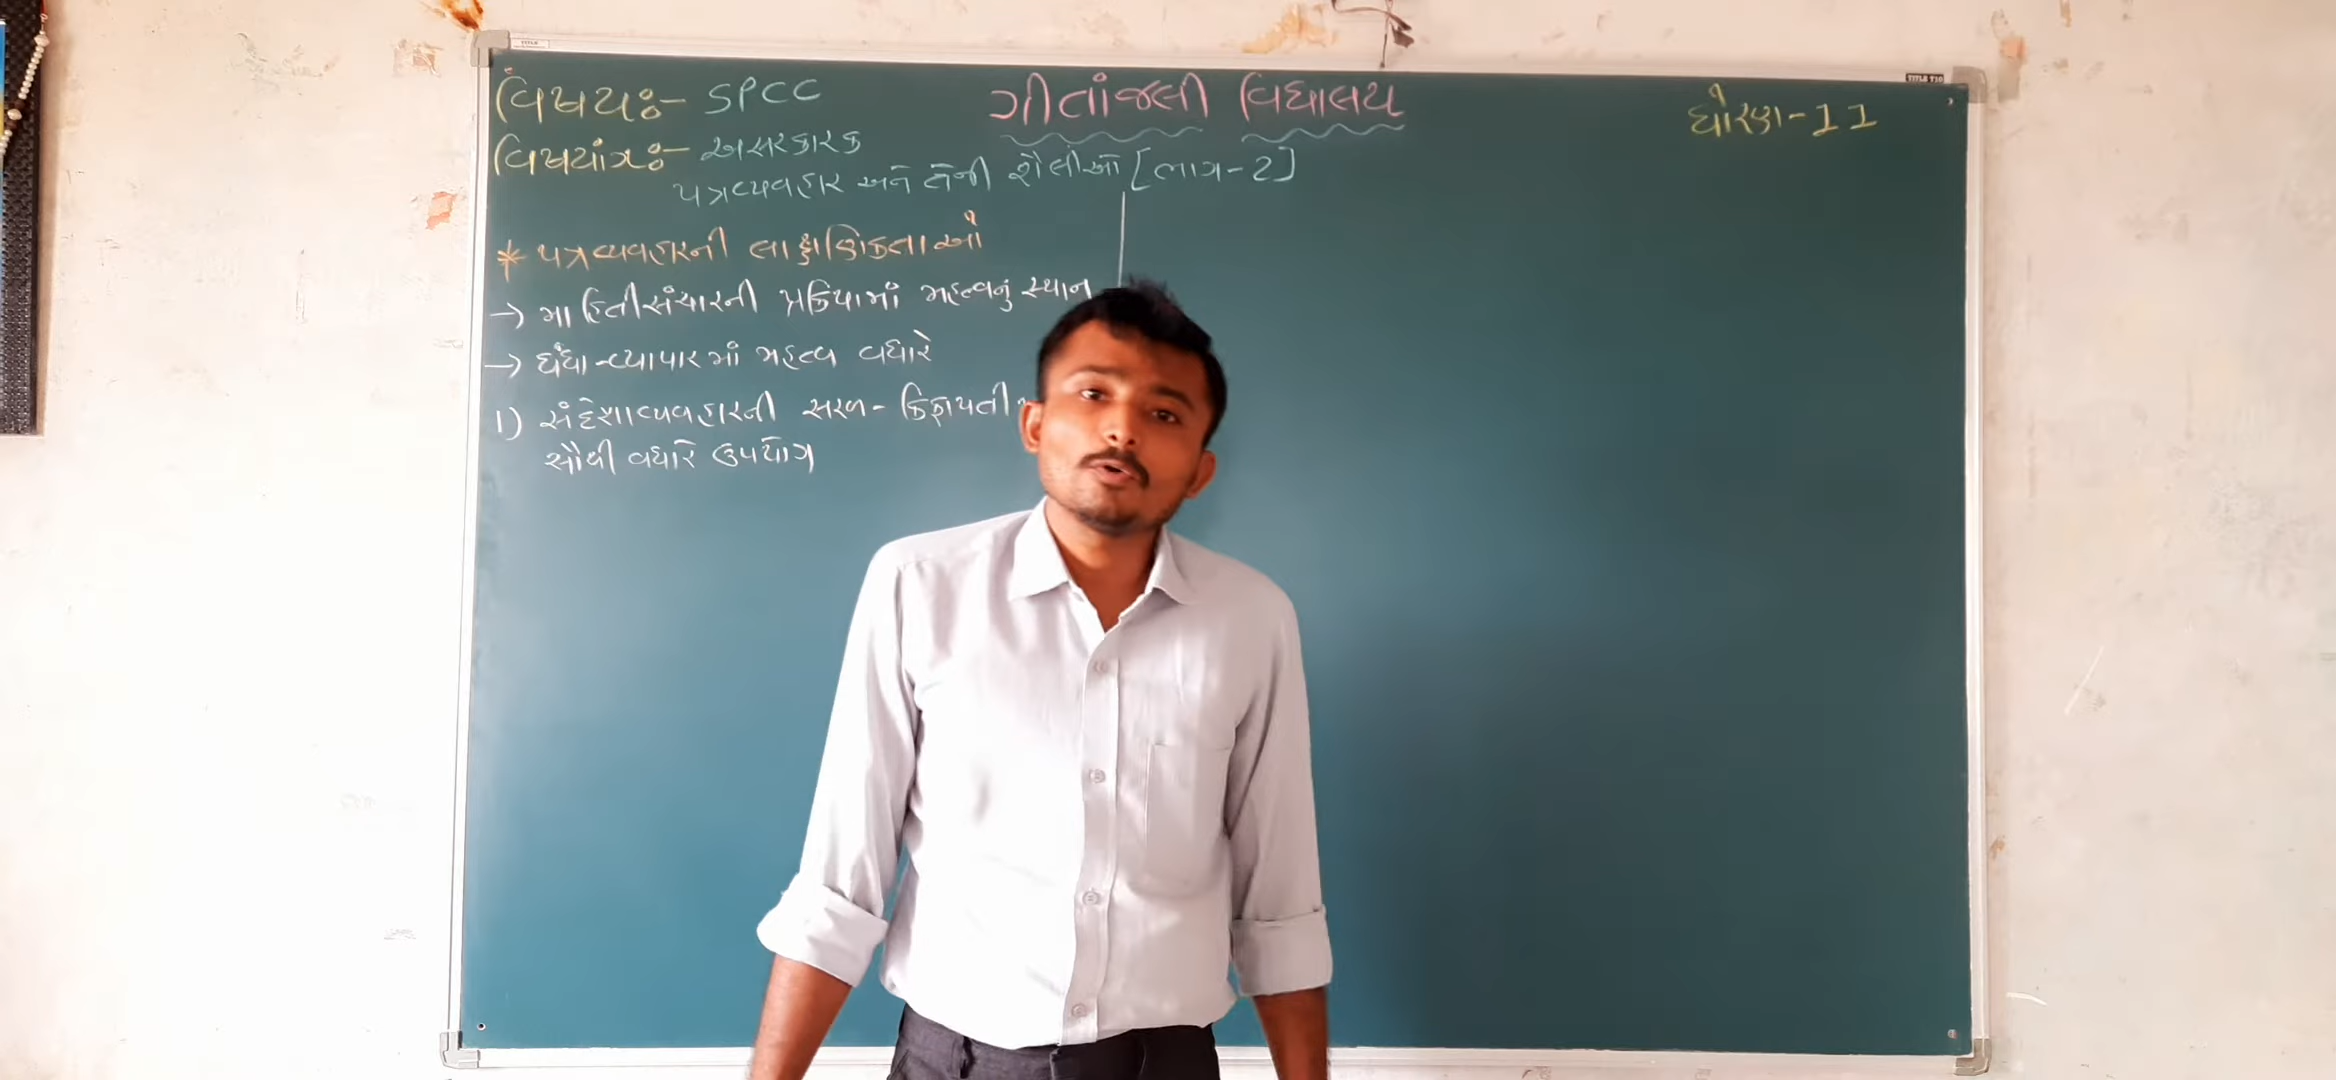 વિષય:- SPCC
ગીતાંજલી વિદ્યાલય
ધોરણ-11
વિષયાંગ:- અસરકારક
પત્રવ્યવહાર અને તેની શૈલીઓ [ભાગ-2]
* પત્રવ્યવહારની લાક્ષણિકતાઓ
→ માહિતીસંચારની પ્રક્રિયામાં મહત્વનું સ્થાન
→ ધંધા-વ્યાપારમાં મહત્વ વધારે
1) સંદેશાવ્યવહારની સરળ - કિફાયતી
સૌથી વધારે ઉપયોગ